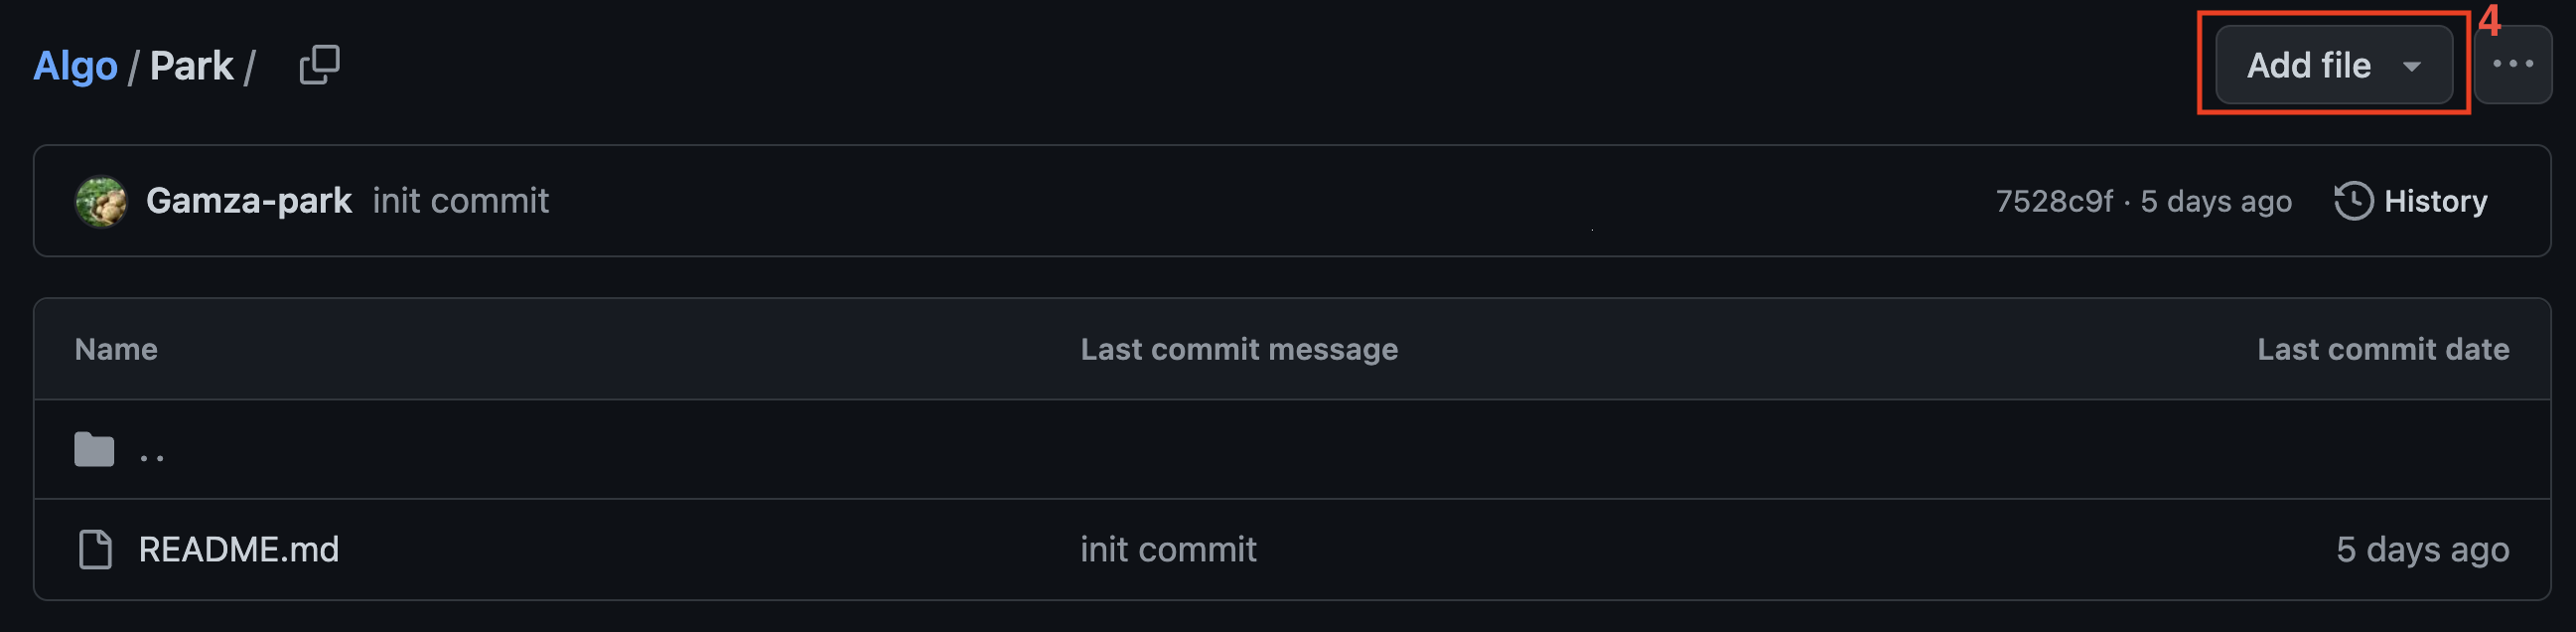 Algo / Park /
Add file
4
Gamza-park init commit
7528c9f · 5 days ago
History
Name Last commit message Last commit date
..
README.md init commit 5 days ago